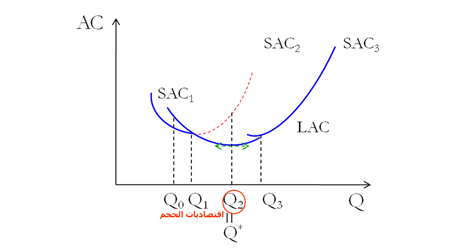 AC
SAC2
SAC3
SAC1
LAC
Q0 Q1 Q2 Q3 Q
اقتصاديات الحجم
=
Q*